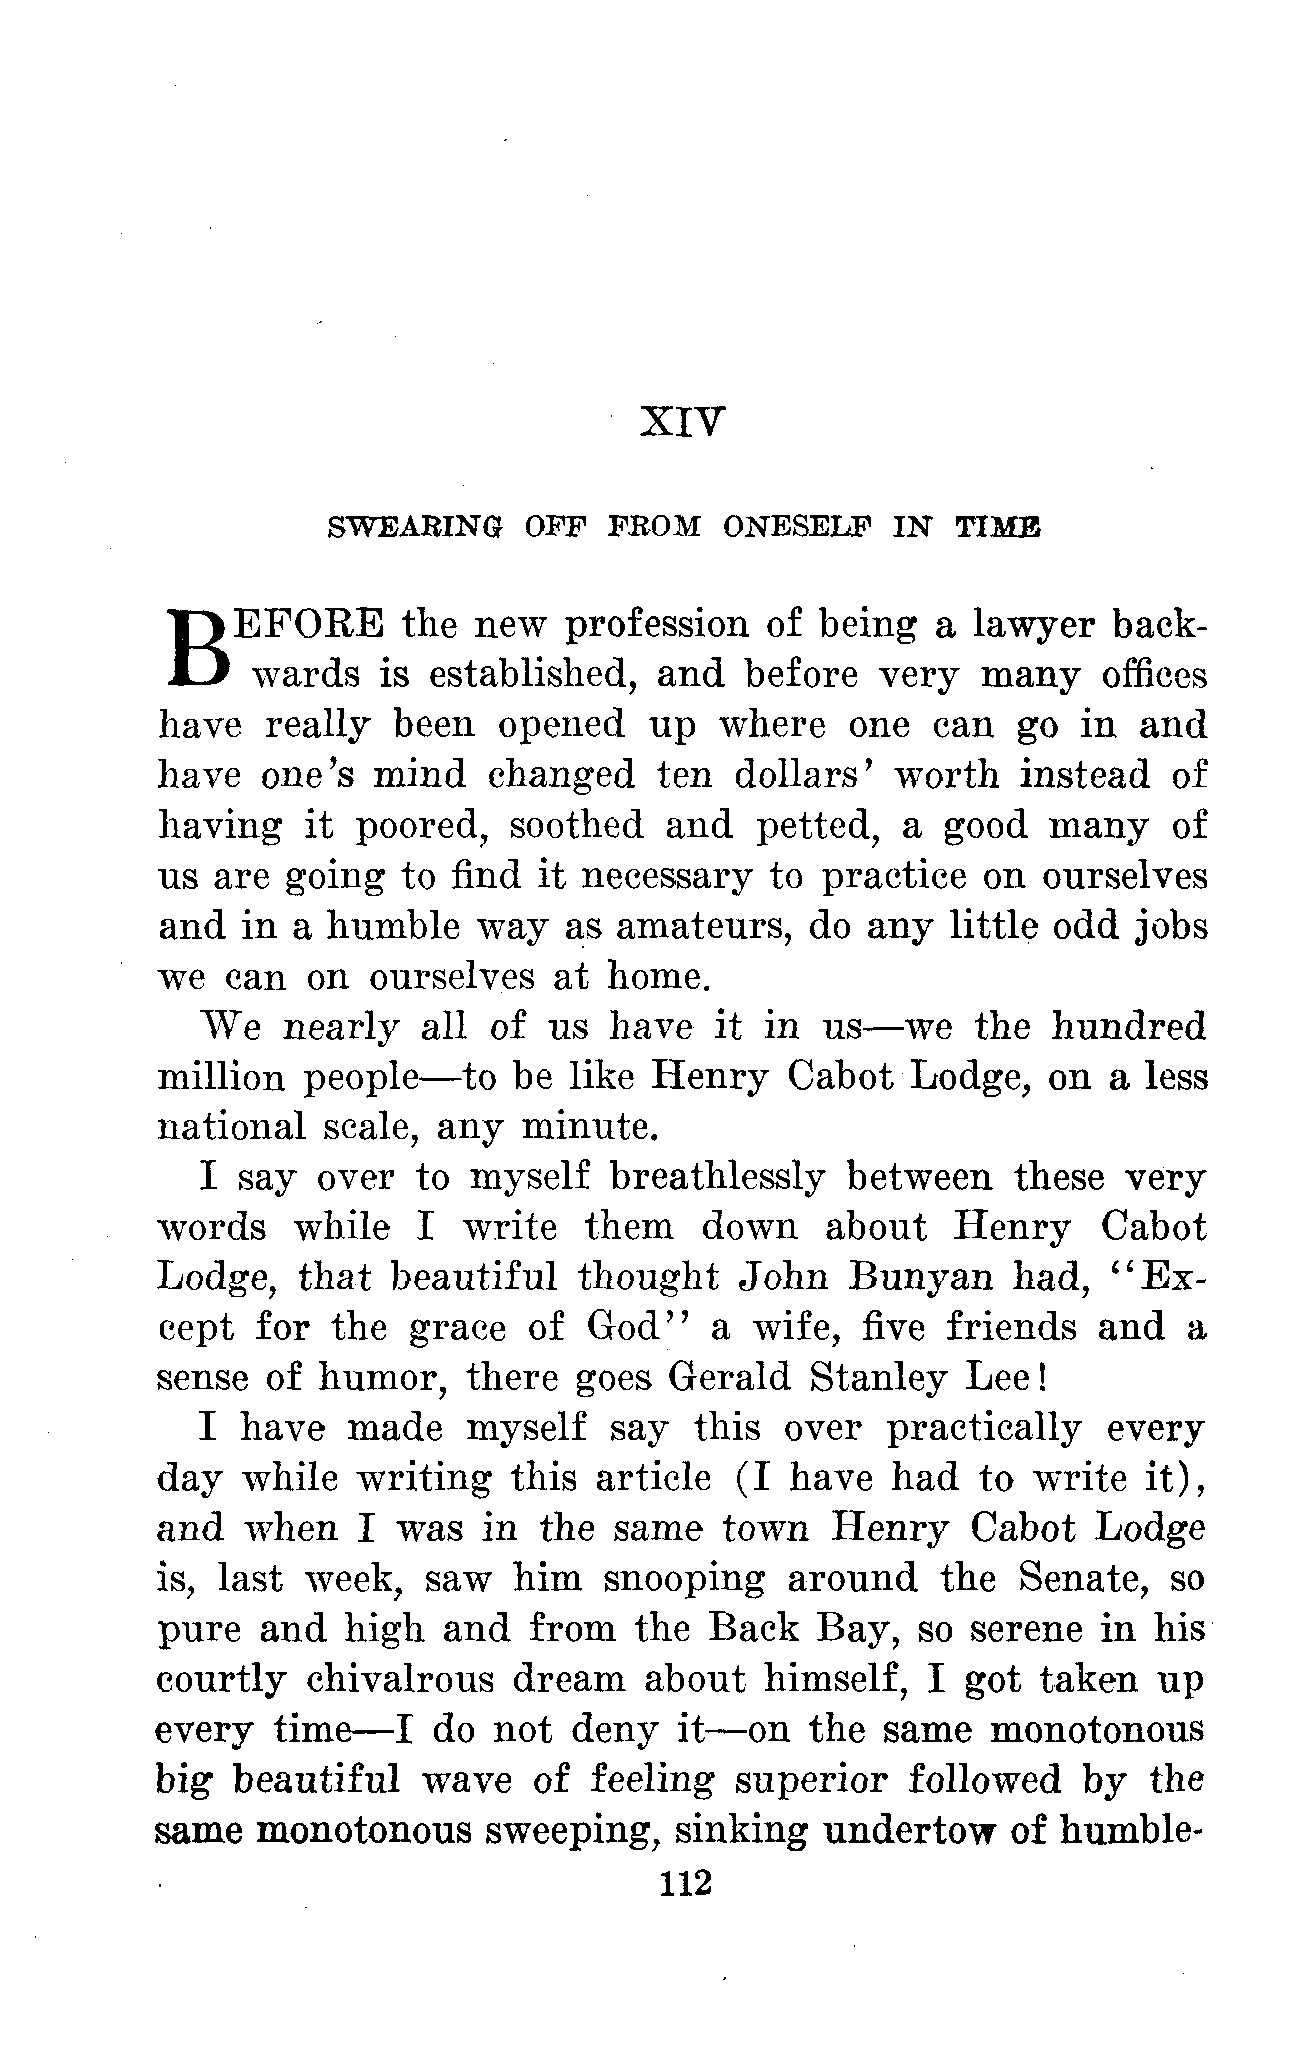 XIV
SWEARING OFF FROM ONESELF IN TIME
BEFORE the new profession of being a lawyer back-
wards is established, and before very many offices
have really been opened up where one can go in and
have one's mind changed ten dollars' worth instead of
having it poored, soothed and petted, a good many of
us are going to find it necessary to practice on ourselves
and in a humble way as amateurs, do any little odd jobs
we can on ourselves at home.
We nearly all of us have it in us—we the hundred
million people—to be like Henry Cabot Lodge, on a less
national scale, any minute.
I say over to myself breathlessly between these very
words while I write them down about Henry Cabot
Lodge, that beautiful thought John Bunyan had, "Ex-
cept for the grace of God" a wife, five friends and a
sense of humor, there goes Gerald Stanley Lee!
I have made myself say this over practically every
day while writing this article (I have had to write it),
and when I was in the same town Henry Cabot Lodge
is, last week, saw him snooping around the Senate, so
pure and high and from the Back Bay, so serene in his
courtly chivalrous dream about himself, I got taken up
every time—I do not deny it—on the same monotonous
big beautiful wave of feeling superior followed by the
same monotonous sweeping, sinking undertow of humble-
112